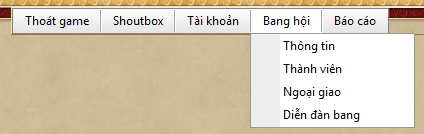 Thoát game Shoutbox Tài khoản Bang hội Báo cáo
Thông tin
Thành viên
Ngoại giao
Diễn đàn bang